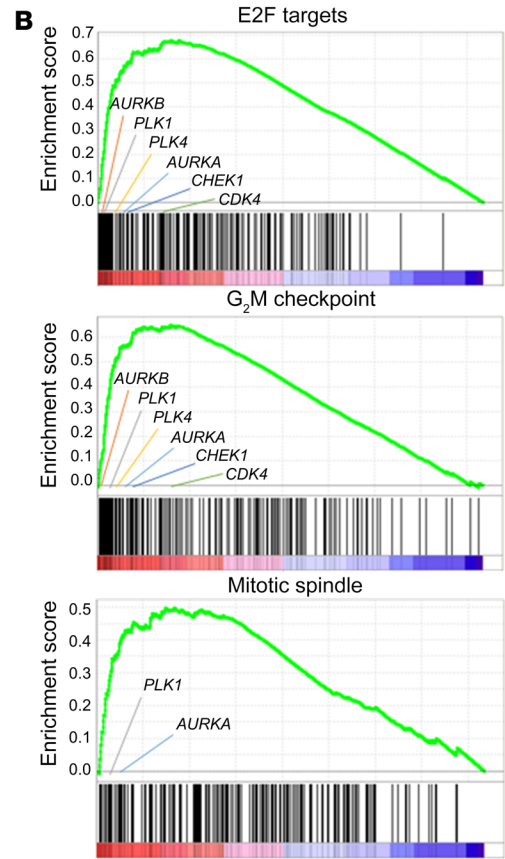 B
E2F targets
Enrichment score
0.7
0.6
0.5
0.4
0.3
0.2
0.1
0.0
AURKB
PLK1
PLK4
AURKA
CHEK1
CDK4
G₂M checkpoint
Enrichment score
0.6
0.5
0.4
0.3
0.2
0.1
0.0
AURKB
PLK1
PLK4
AURKA
CHEK1
CDK4
Mitotic spindle
Enrichment score
0.5
0.4
0.3
0.2
0.1
0.0
PLK1
AURKA